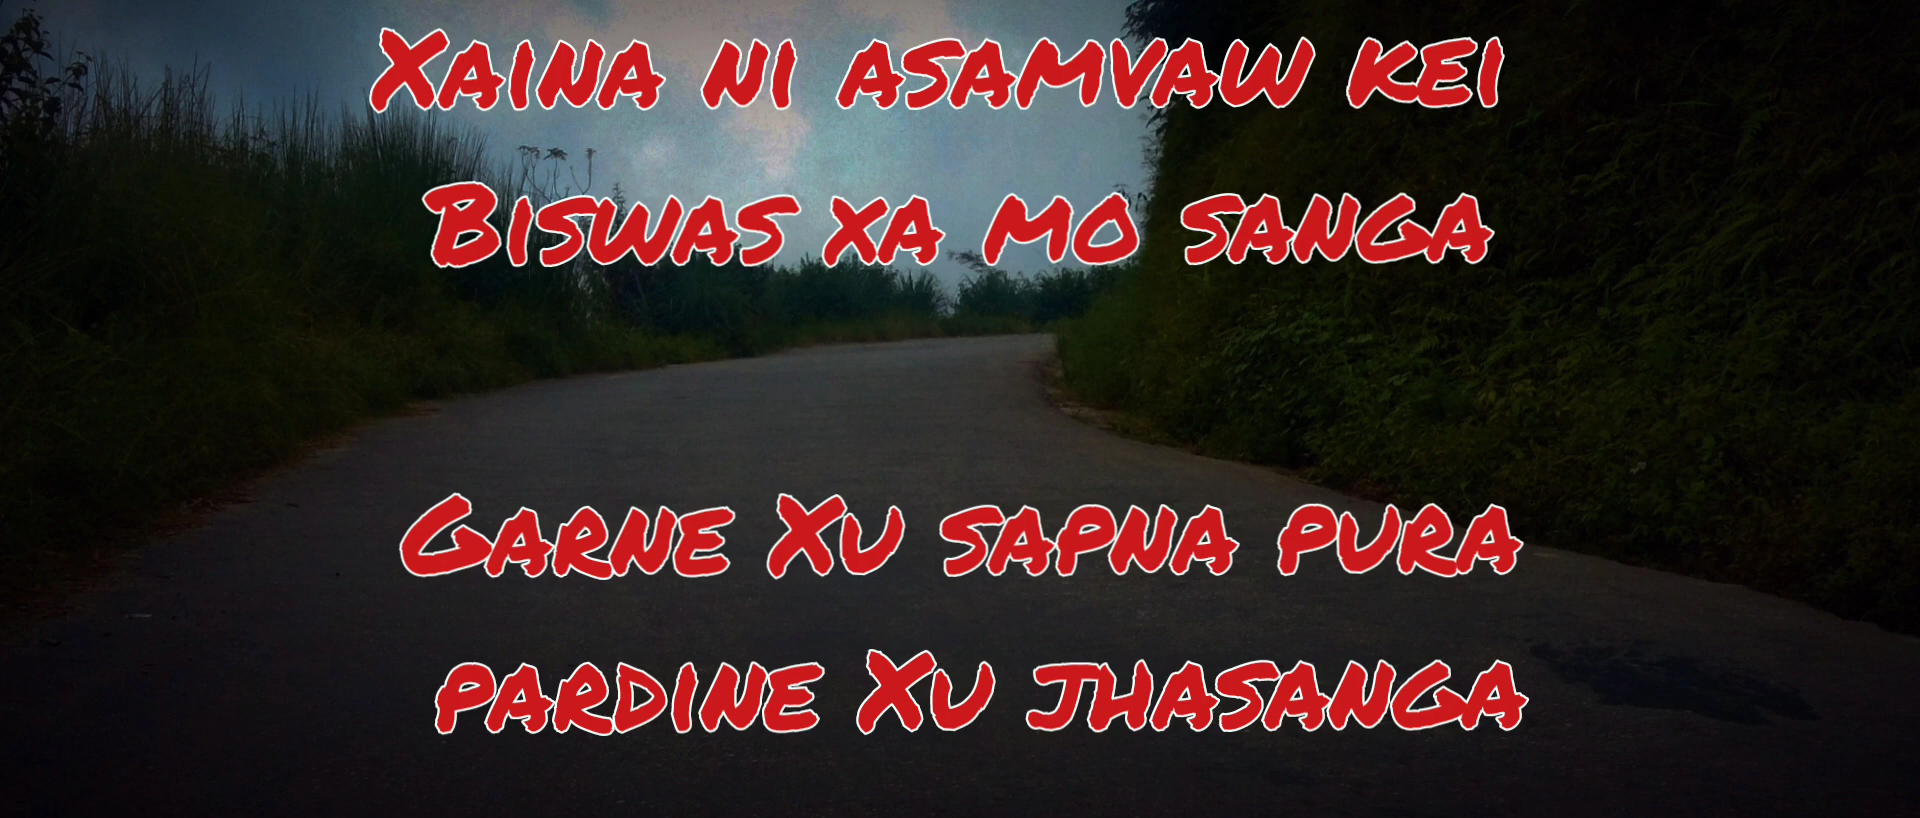 Xaina ni asamvaw kei
Biswas xa mo sanga
Garne Xu sapna pura
pardine Xu jhasanga